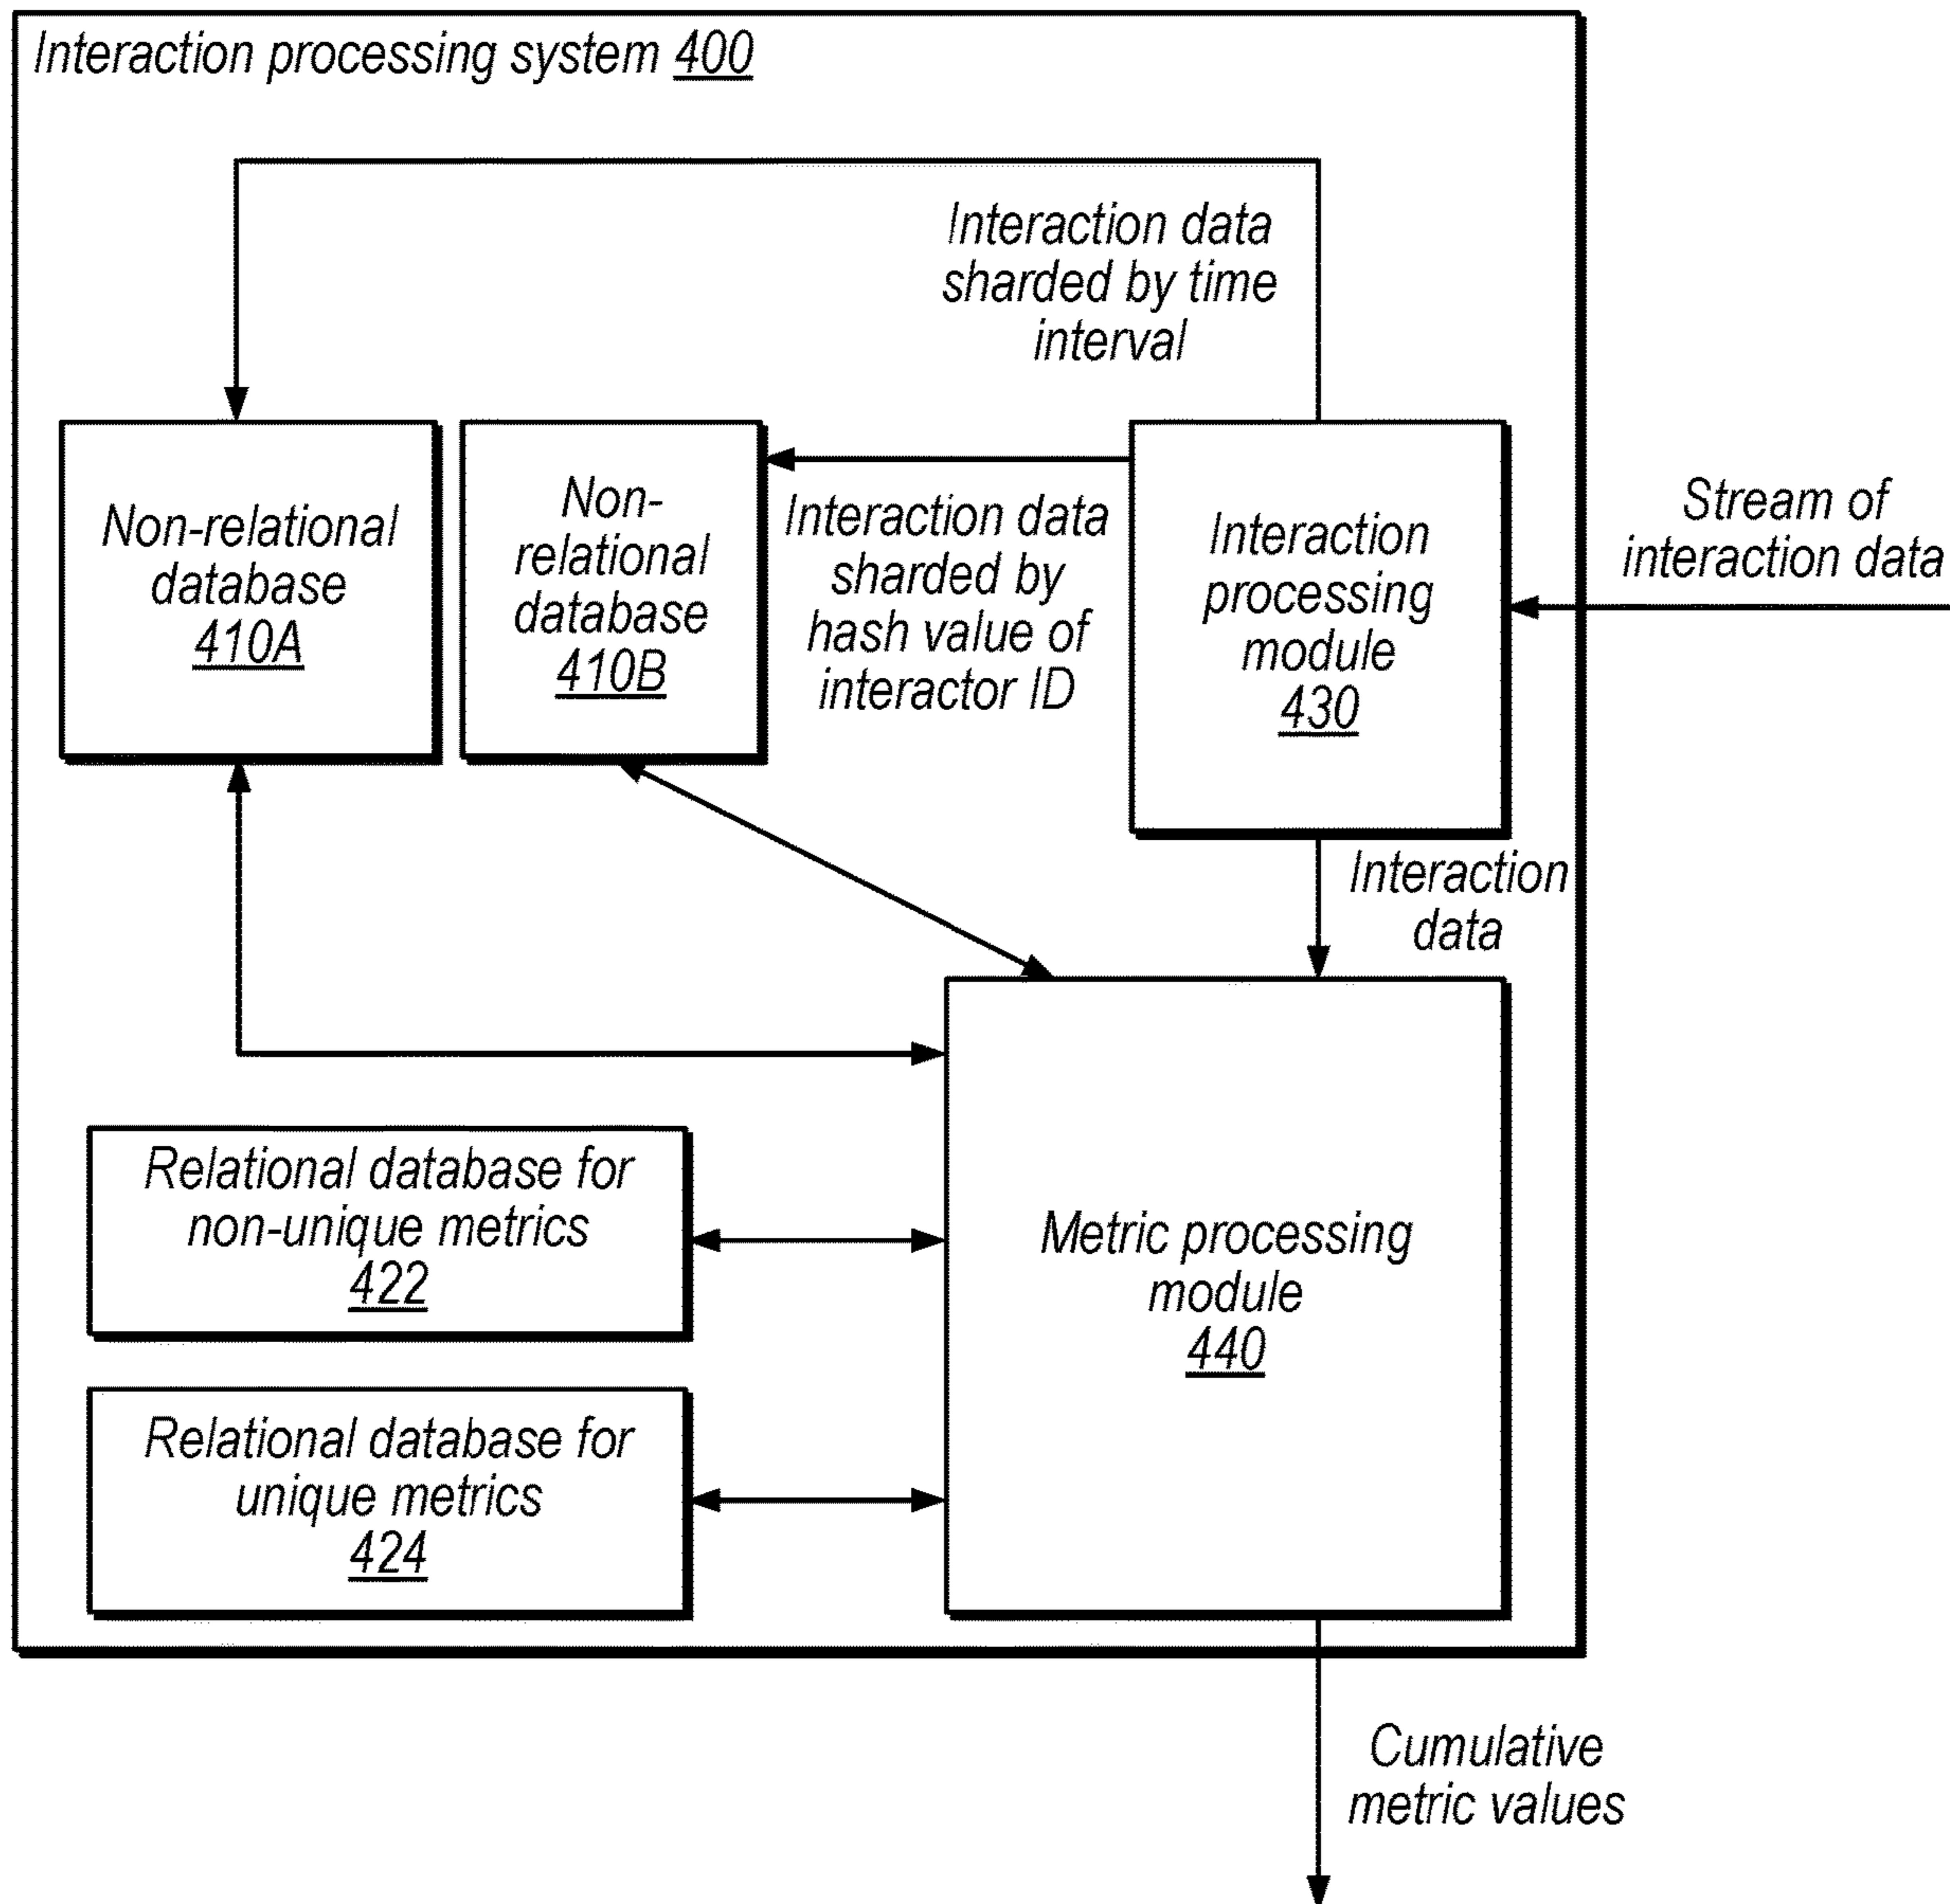 Interaction processing system 400
Interaction data
sharded by time
interval
Non-relational
database
410A
Non-
relational
database
410B
Interaction data
sharded by
hash value of
interactor ID
Interaction
processing
module
430
Stream of
interaction data
Interaction
data
Relational database for
non-unique metrics
422
Metric processing
module
440
Relational database for
unique metrics
424
Cumulative
metric values